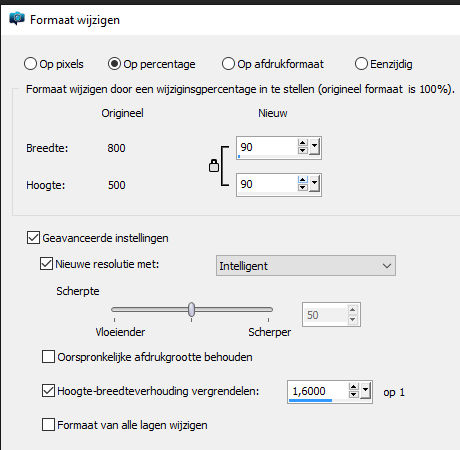 Formaat wijzigen
Op pixels Op percentage Op afdrukformaat Eenzijdig
Formaat wijzigen door een wijziginsgpercentage in te stellen (origineel formaat is 100%).
Origineel Nieuw
Breedte: 800 90
Hoogte: 500 90
Geavanceerde instellingen
Nieuwe resolutie met: Intelligent
Scherpte
50
Vloeiender Scherper
Oorspronkelijke afdrukgrootte behouden
Hoogte-breedteverhouding vergrendelen: 1,6000 op 1
Formaat van alle lagen wijzigen